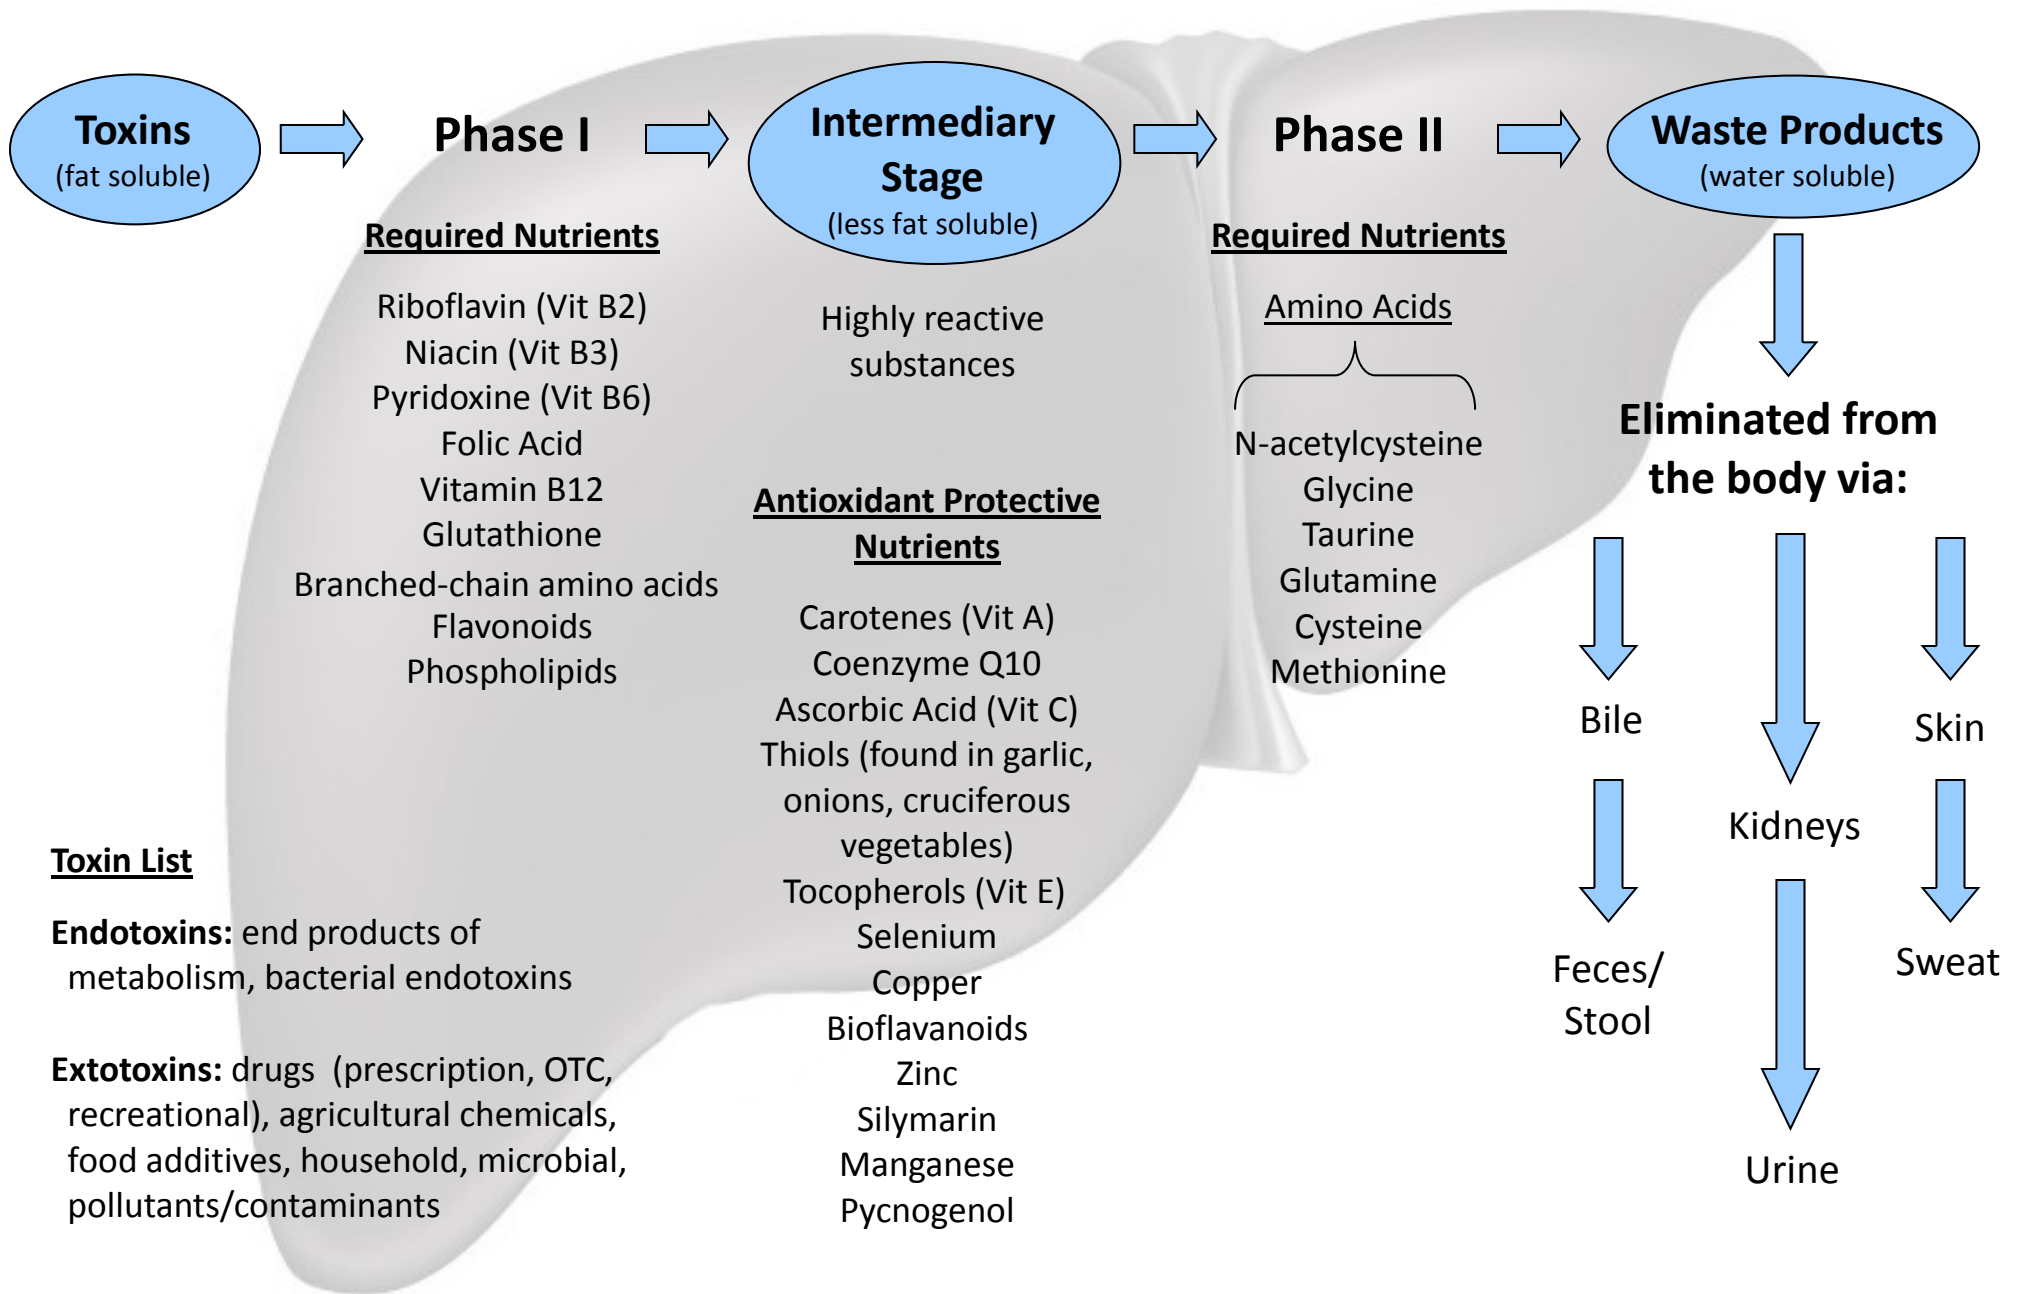 Toxins
(fat soluble)
Phase I
Intermediary
Stage
(less fat soluble)
Phase II
Waste Products
(water soluble)
Required Nutrients
Riboflavin (Vit B2)
Niacin (Vit B3)
Pyridoxine (Vit B6)
Folic Acid
Vitamin B12
Glutathione
Branched-chain amino acids
Flavonoids
Phospholipids
Highly reactive
substances
Antioxidant Protective
Nutrients
Carotenes (Vit A)
Coenzyme Q10
Ascorbic Acid (Vit C)
Thiols (found in garlic,
onions, cruciferous
vegetables)
Tocopherols (Vit E)
Selenium
Copper
Bioflavanoids
Zinc
Silymarin
Manganese
Pycnogenol
Required Nutrients
Amino Acids
N-acetylcysteine
Glycine
Taurine
Glutamine
Cysteine
Methionine
Eliminated from
the body via:
Bile
Feces/
Stool
Kidneys
Urine
Skin
Sweat
Toxin List
Endotoxins: end products of
metabolism, bacterial endotoxins
Extotoxins: drugs (prescription, OTC,
recreational), agricultural chemicals,
food additives, household, microbial,
pollutants/contaminants